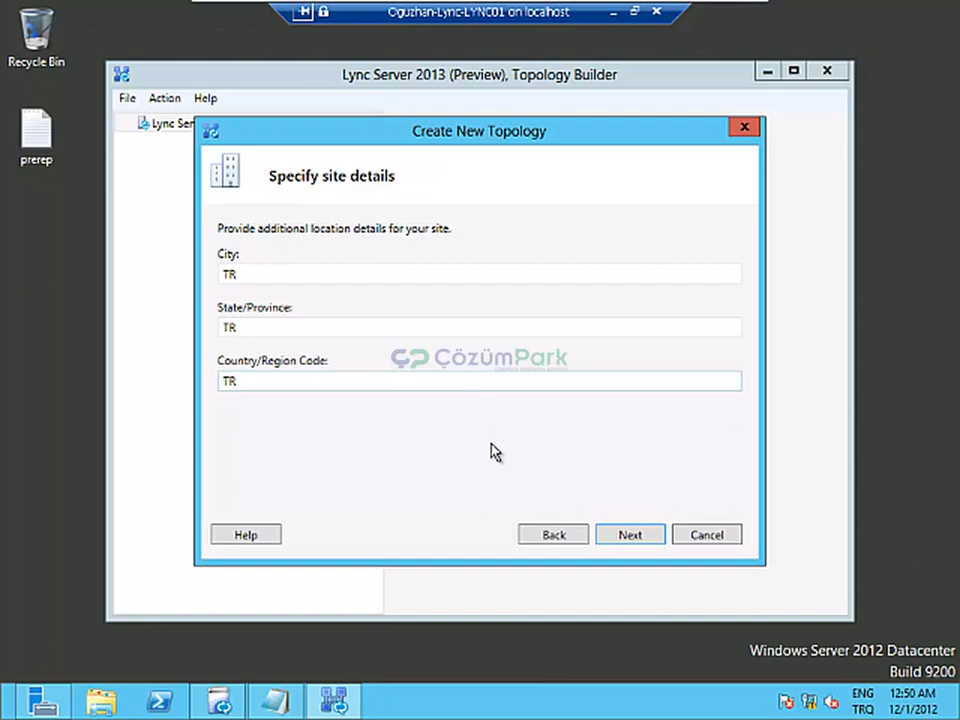 Oguzhan-Lync-LYNC01 on localhost
Recycle Bin
prerep
Lync Server 2013 (Preview), Topology Builder
File Action Help
Lync Ser
Create New Topology
Specify site details
Provide additional location details for your site.
City:
TR
State/Province:
TR
Country/Region Code:
TR
ÇözümPark
Help Back Next Cancel
Windows Server 2012 Datacenter
Build 9200
ENG 12:50 AM
TRQ 12/1/2012